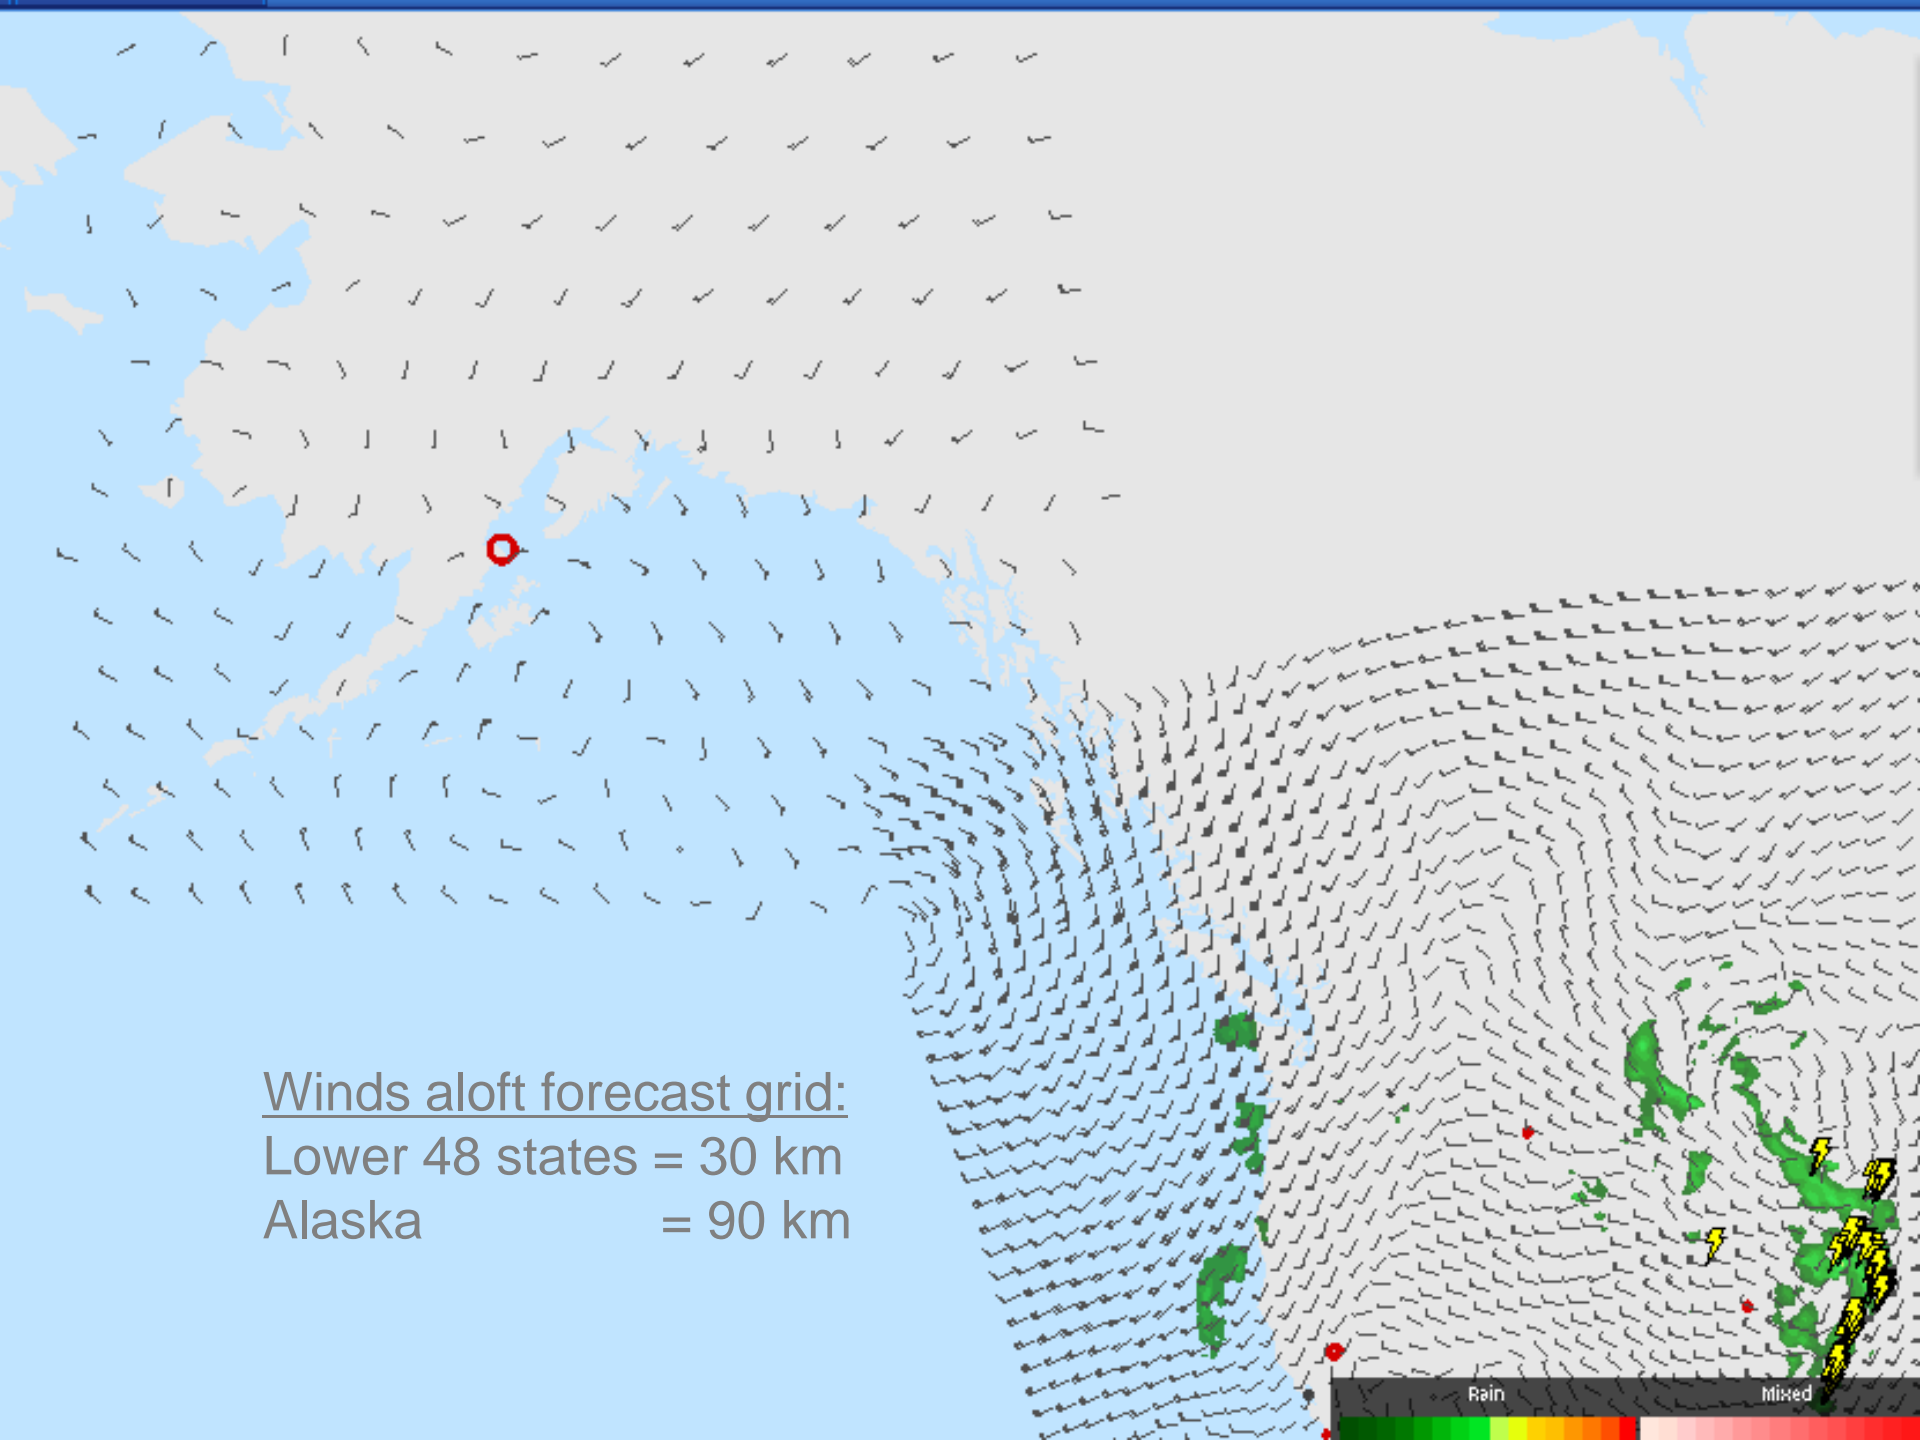 Winds aloft forecast grid:
Lower 48 states = 30 km
Alaska = 90 km
Rain Mixed